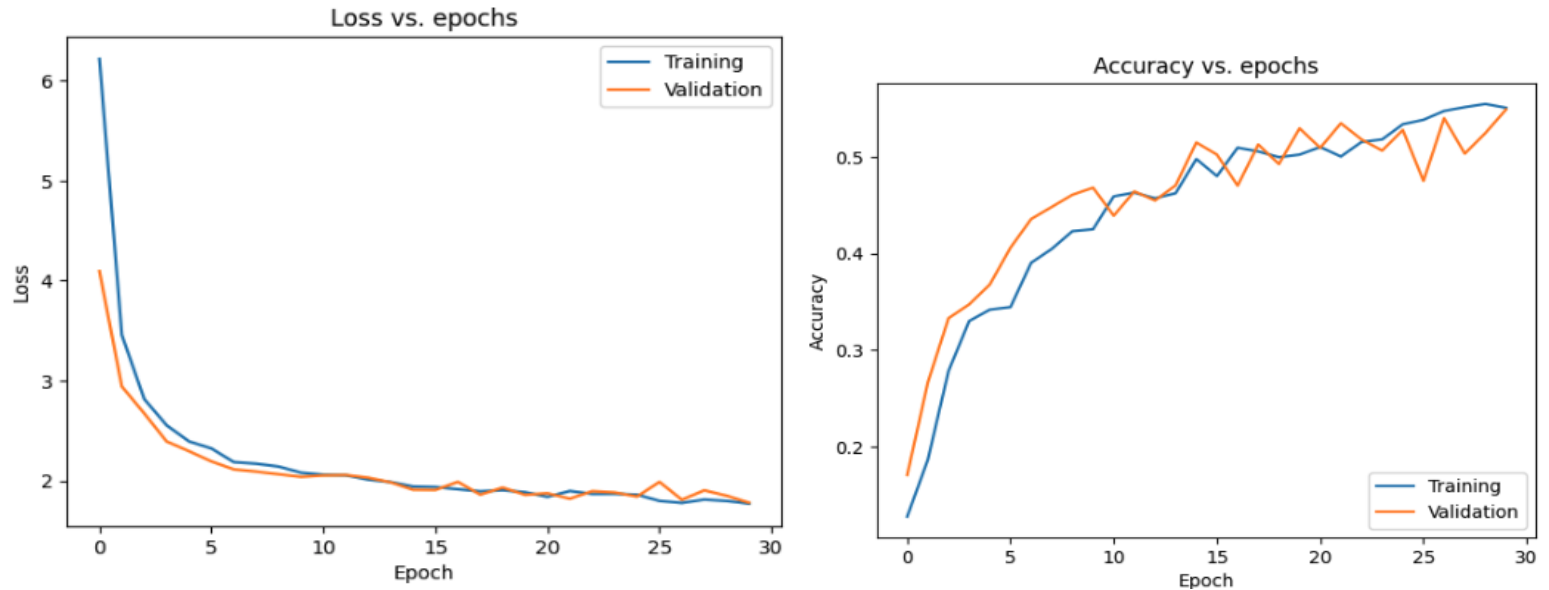 Loss vs. epochs
Training
Validation
6
5
4
3
2
Loss
0
5
10
15
20
25
30
Epoch
Accuracy vs. epochs
0.5
0.4
0.3
0.2
Accuracy
Training
Validation
0
5
10
15
20
25
30
Epoch